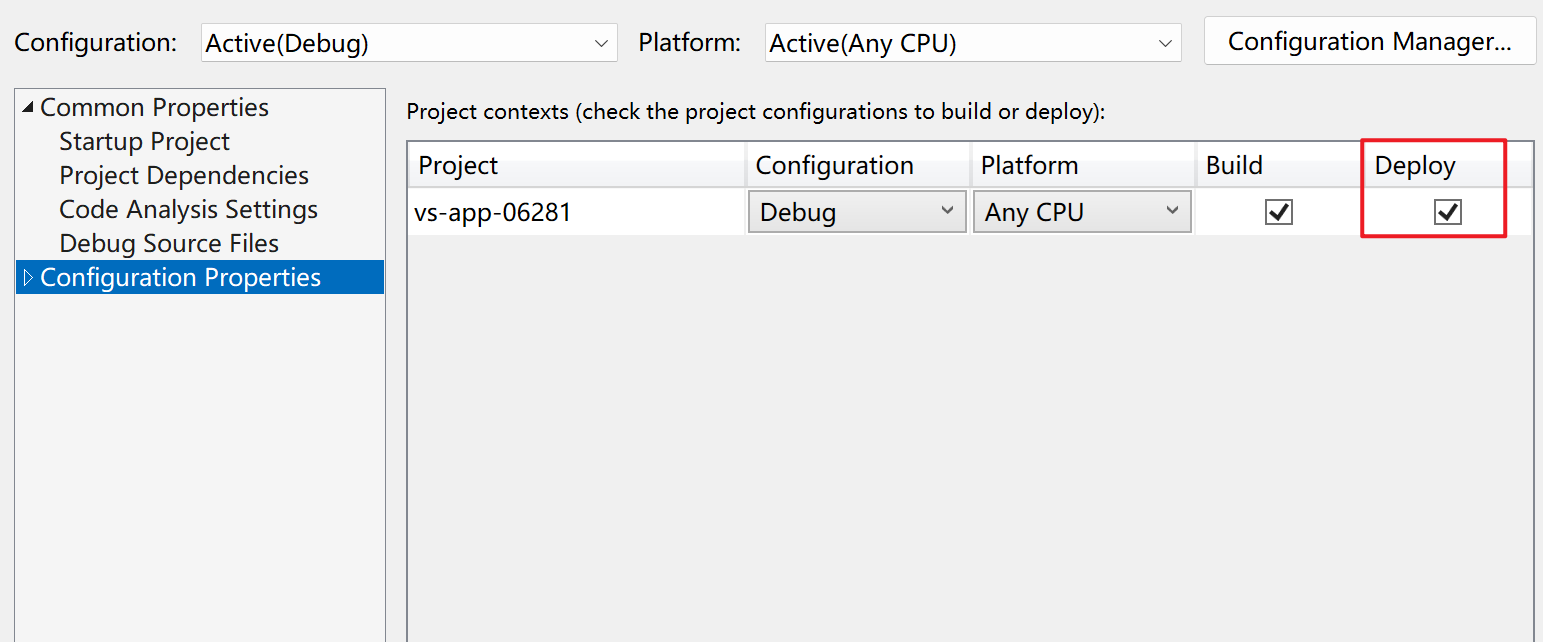 Configuration: Active(Debug) Platform: Active(Any CPU) Configuration Manager...
Common Properties
Startup Project
Project Dependencies
Code Analysis Settings
Debug Source Files
Configuration Properties
Project contexts (check the project configurations to build or deploy):
Project Configuration Platform Build Deploy
vs-app-06281 Debug Any CPU